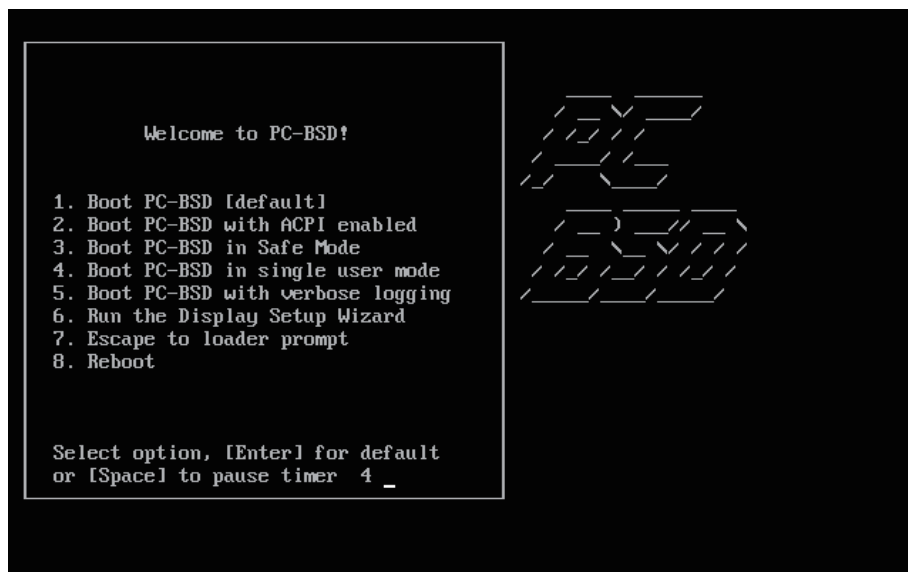 Welcome to PC-BSD!
1. Boot PC-BSD [default]
2. Boot PC-BSD with ACPI enabled
3. Boot PC-BSD in Safe Mode
4. Boot PC-BSD in single user mode
5. Boot PC-BSD with verbose logging
6. Run the Display Setup Wizard
7. Escape to loader prompt
8. Reboot
Select option, [Enter] for default
or [Space] to pause timer 4 _
PC
BSD